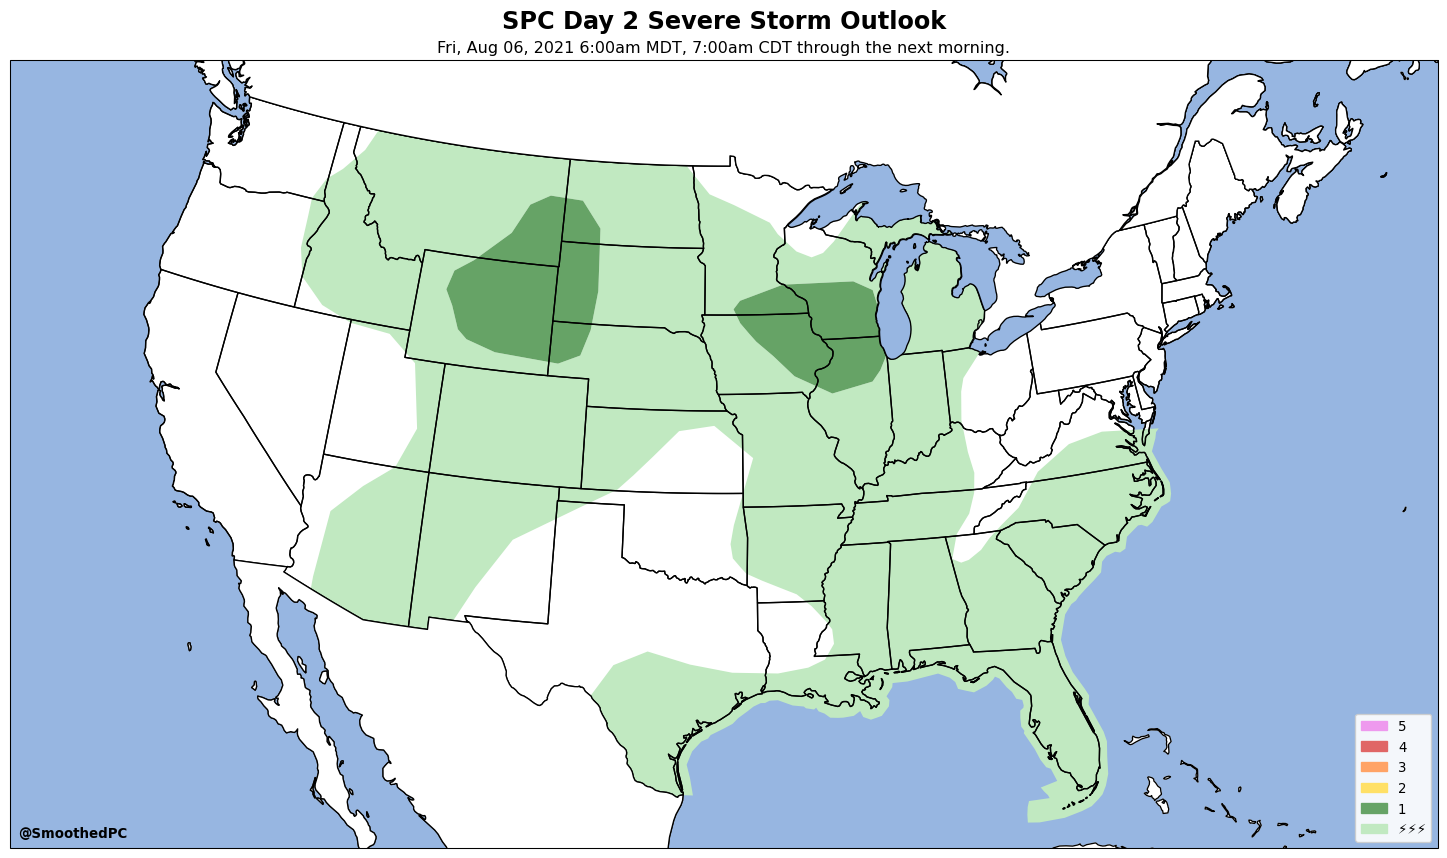 SPC Day 2 Severe Storm Outlook
Fri, Aug 06, 2021 6:00am MDT, 7:00am CDT through the next morning.
5
4
3
2
1
⚡⚡⚡
@SmoothedPC